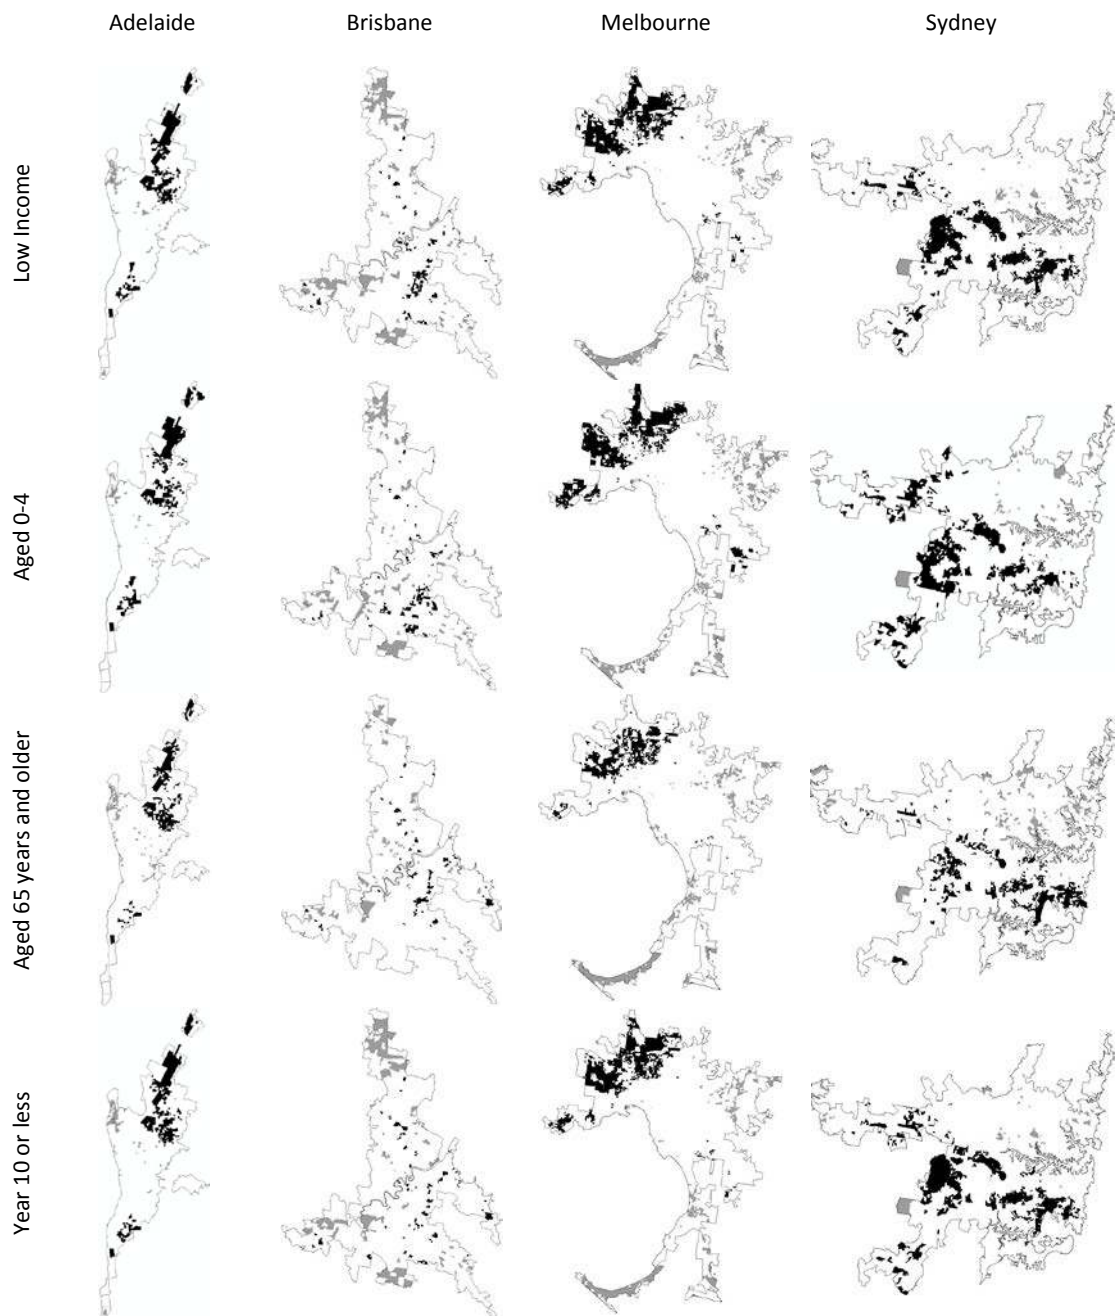 Adelaide Brisbane Melbourne Sydney
Low Income
Aged 0-4
Aged 65 years and older
Year 10 or less